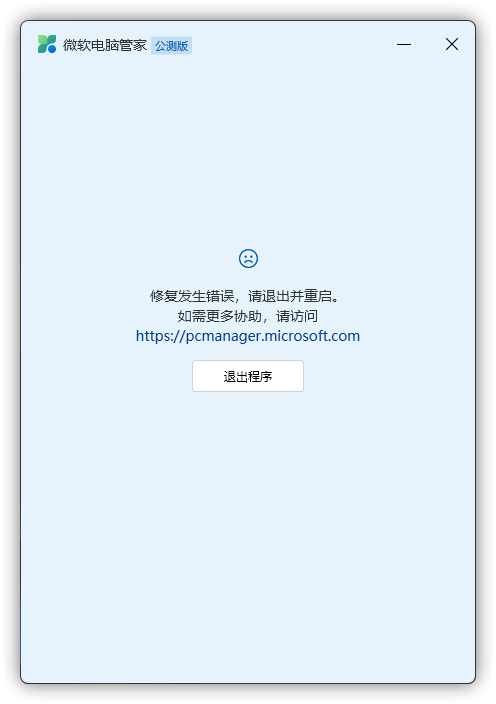 微软电脑管家 公测版
修复发生错误，请退出并重启。
如需更多协助，请访问
https://pcmanager.microsoft.com
退出程序